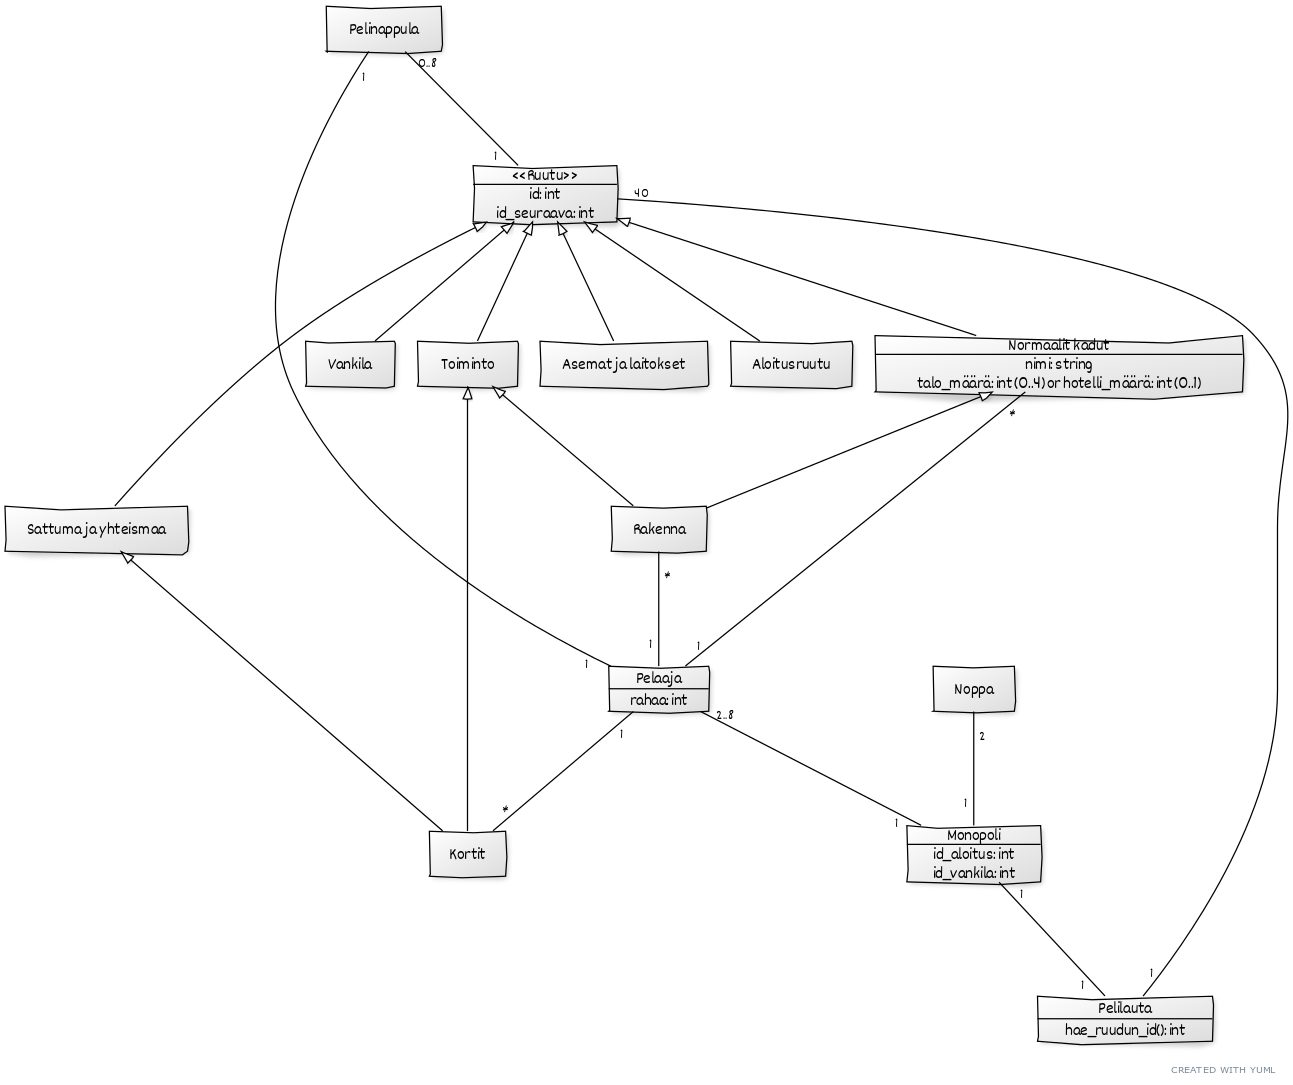 Pelinappula
1
0..8
1
<<Ruutu>>
id: int
id_seuraava: int
40
Vankila
Toiminto
Asemat ja laitokset
Aloitusruutu
Normaalit kadut
nimi: string
talo_määrä: int (0..4) or hotelli_määrä: int (0..1)
*
Sattuma ja yhteismaa
Rakenna
*
1
1
1
Pelaaja
rahaa: int
Noppa
1
2..8
2
*
1
1
Monopoli
id_aloitus: int
id_vankila: int
Kortit
1
1
1
Pelilauta
hae_ruudun_id(): int
CREATED WITH YUML